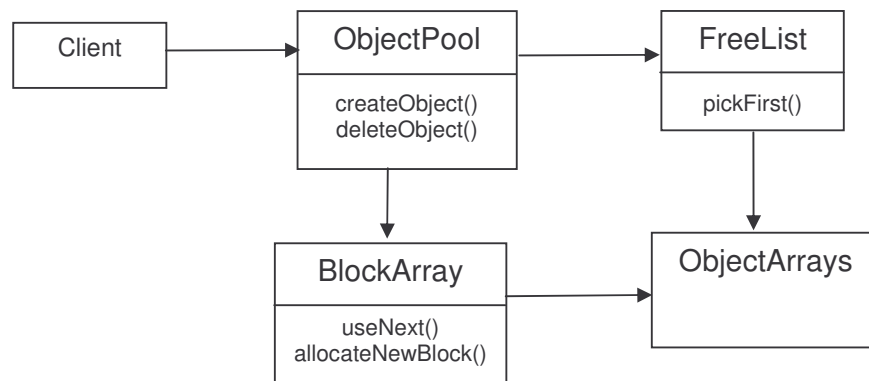 Client
ObjectPool
createObject()
deleteObject()
FreeList
pickFirst()
BlockArray
useNext()
allocateNewBlock()
ObjectArrays